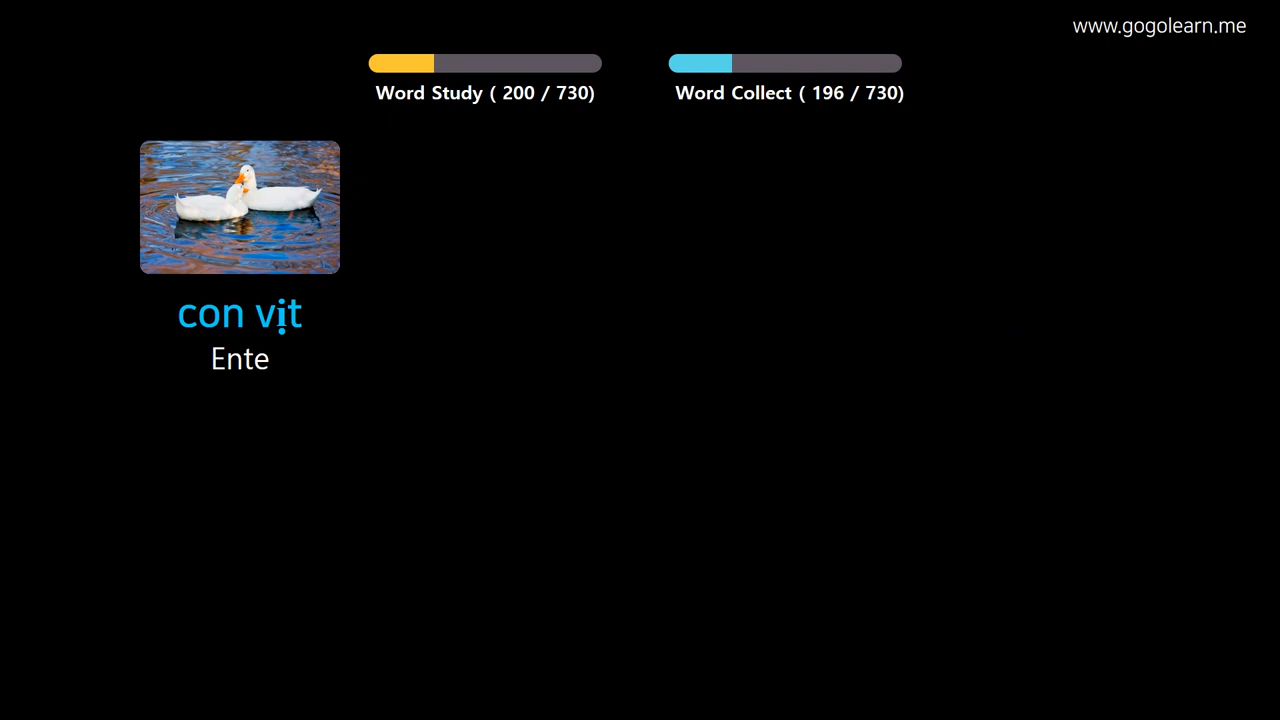 www.gogolearn.me
Word Study ( 200 / 730)
Word Collect ( 196 / 730)
con vịt
Ente